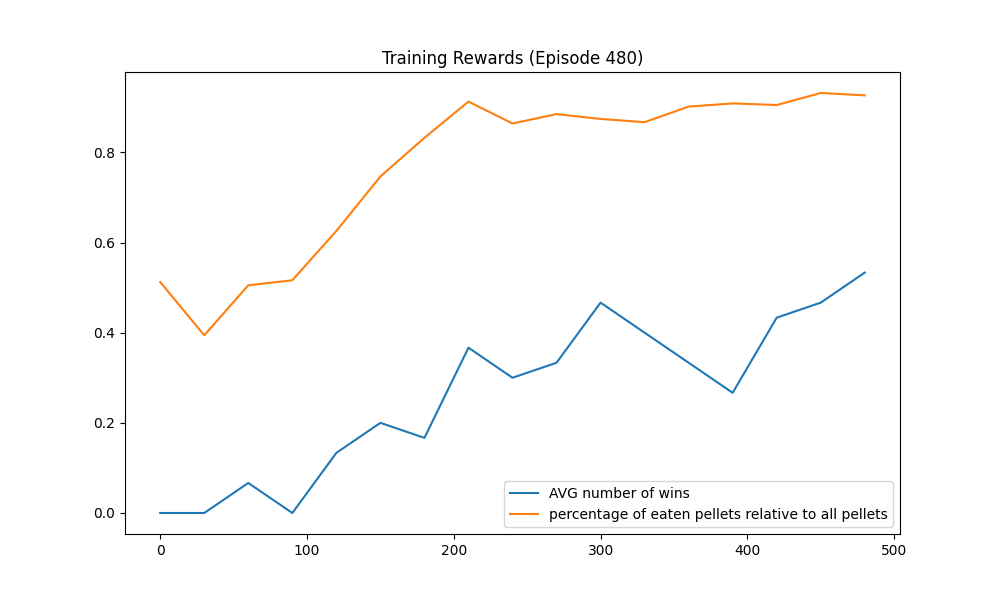 Training Rewards (Episode 480)
0.8
0.6
0.4
0.2
0.0
AVG number of wins
percentage of eaten pellets relative to all pellets
0 100 200 300 400 500